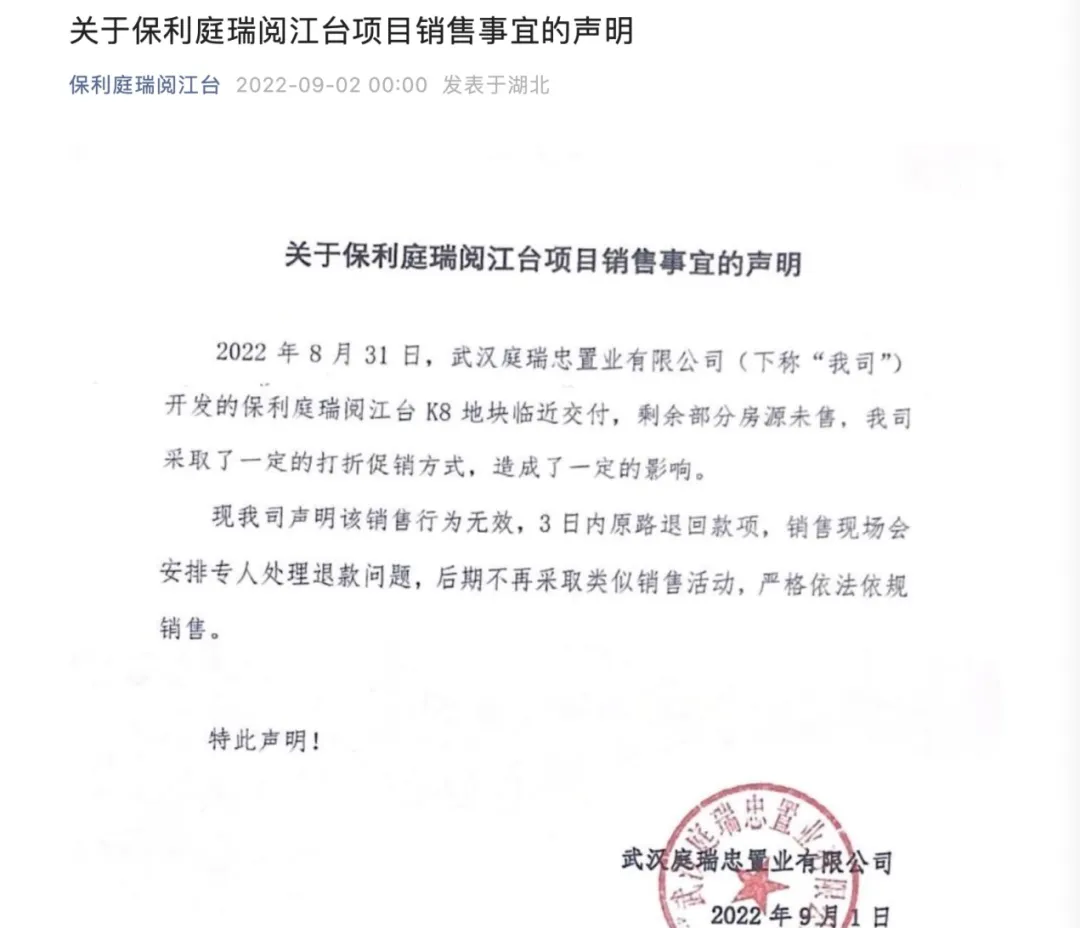 关于保利庭瑞阅江台项目销售事宜的声明
保利庭瑞阅江台 2022-09-02 00:00 发表于湖北
关于保利庭瑞阅江台项目销售事宜的声明
2022 年 8 月 31 日，武汉庭瑞忠置业有限公司（下称“我司”）
开发的保利庭瑞阅江台 K8 地块临近交付，剩余部分房源未售，我司
采取了一定的打折促销方式，造成了一定的影响。
现我司声明该销售行为无效，3 日内原路退回款项，销售现场会
安排专人处理退款问题，后期不再采取类似销售活动，严格依法依规
销售。
特此声明！
武汉庭瑞忠置业有限公司
武汉庭瑞忠置业有限公司
2022 年 9 月 1 日